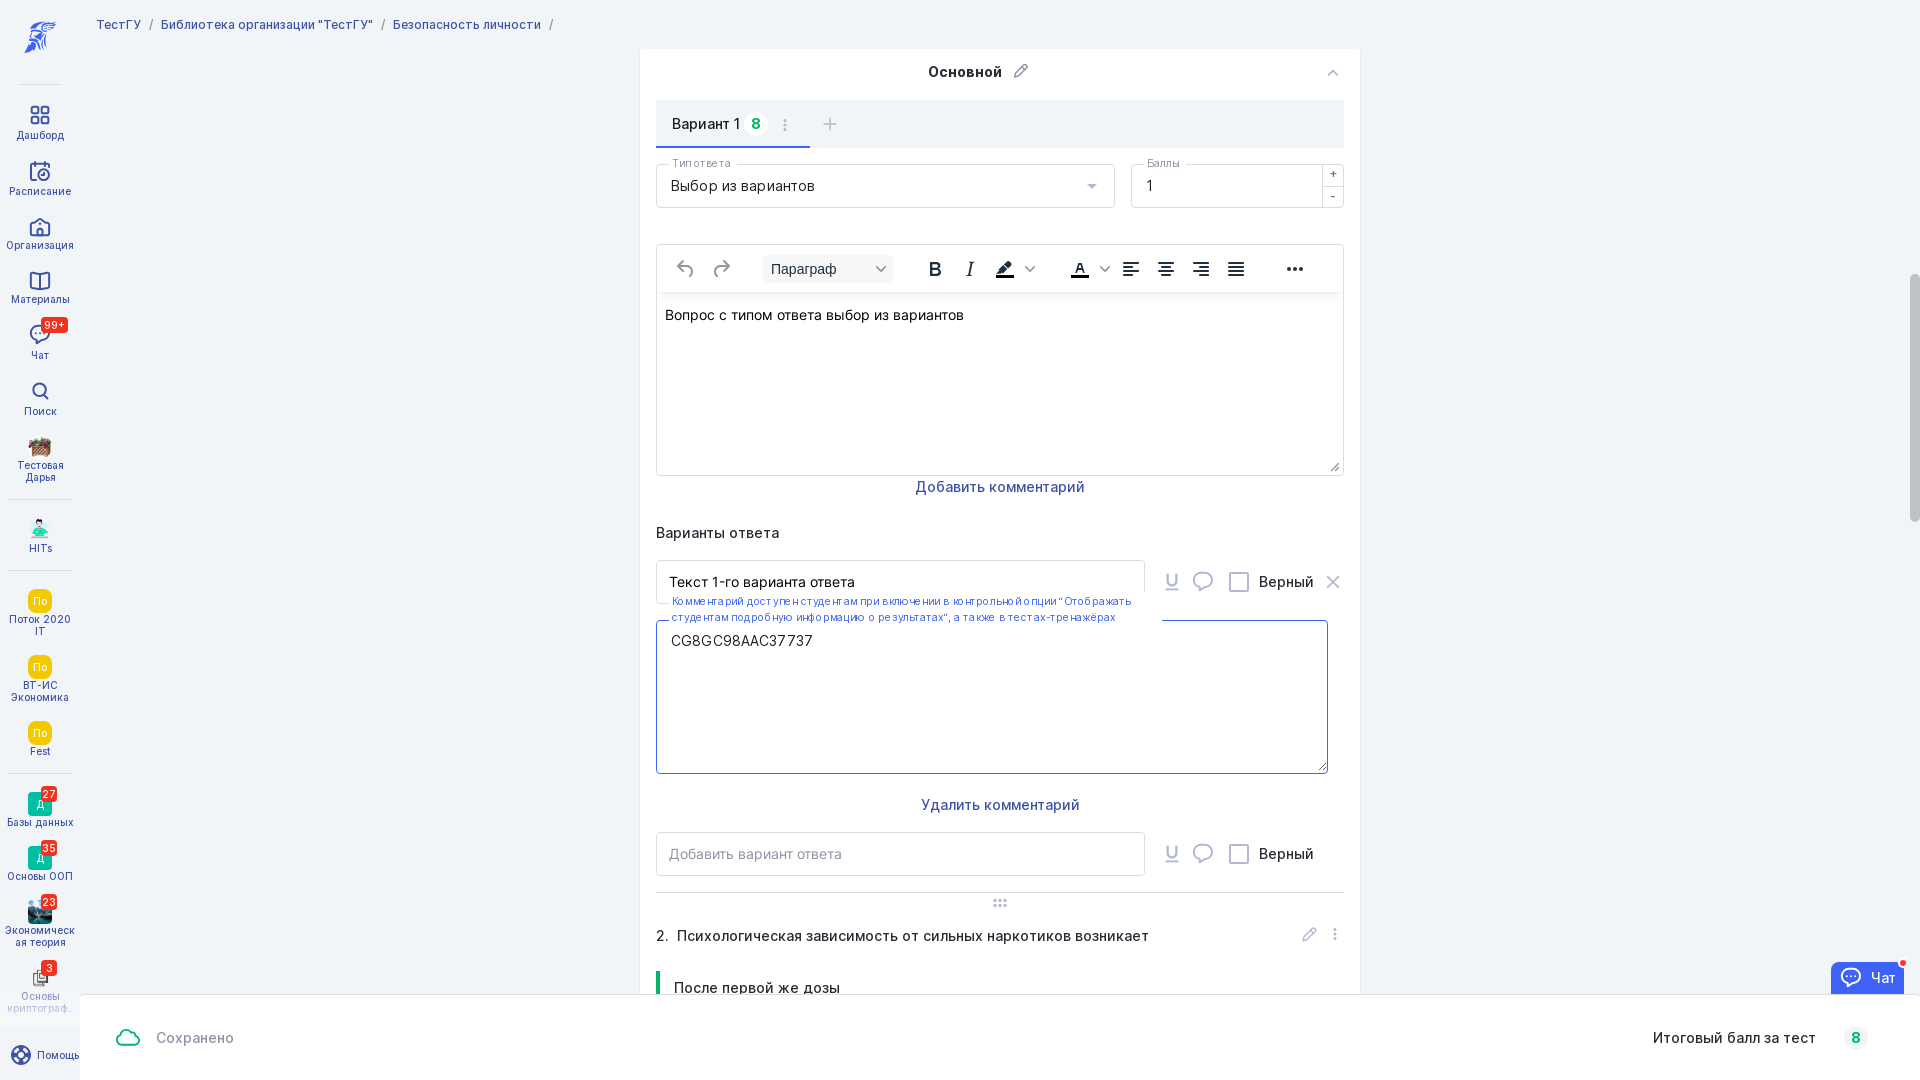 ТестГУ / Библиотека организации "ТестГУ" / Безопасность личности /
Дашборд
Расписание
Организация
Материалы
99+
Чат
Поиск
Тестовая
Дарья
HITs
По
Поток 2020
IT
По
ВТ-ИС
Экономика
По
Fest
27
Д
Базы данных
35
Д
Основы ООП
23
Экономическ
ая теория
3
Основы
криптограф...
Помощь
Основной
Вариант 1 8
Тип ответа
Выбор из вариантов
Баллы
1
+
-
Параграф
Вопрос с типом ответа выбор из вариантов
Добавить комментарий
Варианты ответа
Текст 1-го варианта ответа
Верный
Комментарий доступен студентам при включении в контрольной опции “Отображать
студентам подробную информацию о результатах“, а также в тестах-тренажёрах
CG8GC98AAC37737
Удалить комментарий
Добавить вариант ответа
Верный
2. Психологическая зависимость от сильных наркотиков возникает
После первой же дозы
Чат
Сохранено
Итоговый балл за тест 8